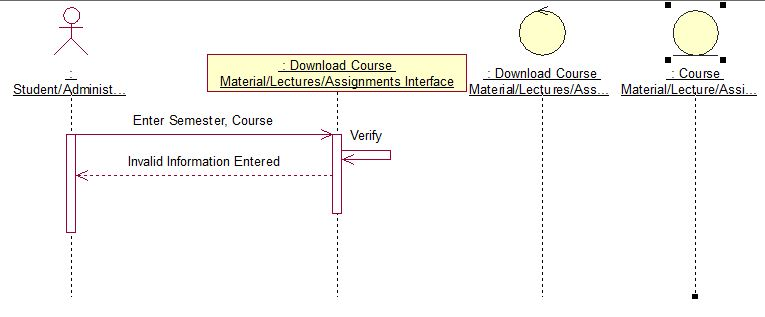 :
Student/Administ...
: Download Course
Material/Lectures/Assignments Interface
: Download Course
Material/Lectures/Ass...
: Course
Material/Lecture/Assi...
Enter Semester, Course
Verify
Invalid Information Entered